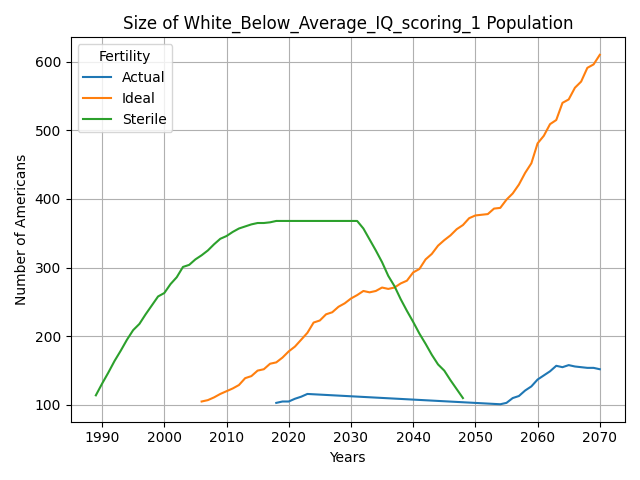 Size of White_Below_Average_IQ_scoring_1 Population
Fertility
Actual
Ideal
Sterile
Number of Americans
600
500
400
300
200
100
1990 2000 2010 2020 2030 2040 2050 2060 2070
Years